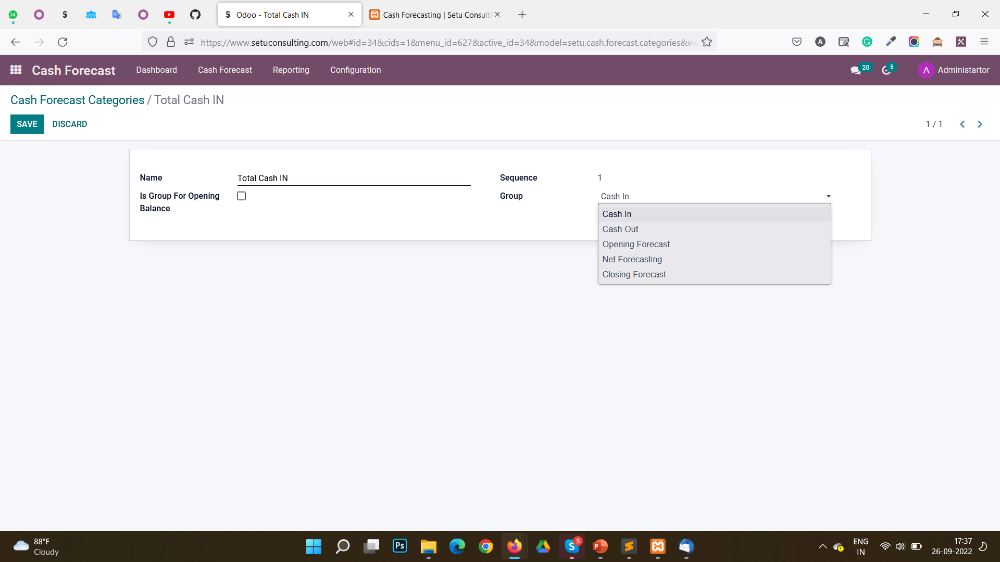 14
S
S Odoo - Total Cash IN
Cash Forecasting | Setu Consulti
https://www.setuconsulting.com/web#id=34&cids=1&menu_id=627&active_id=34&model=setu.cash.forecast.categories&vie
A
Cash Forecast
Dashboard
Cash Forecast
Reporting
Configuration
20
5
A
Administartor
Cash Forecast Categories / Total Cash IN
SAVE
DISCARD
1 / 1
Name
Total Cash IN
Sequence
1
Is Group For Opening
Balance
Group
Cash In
Cash In
Cash Out
Opening Forecast
Net Forecasting
Closing Forecast
88°F
Cloudy
Ps
S
5
P
ENG
IN
17:37
26-09-2022